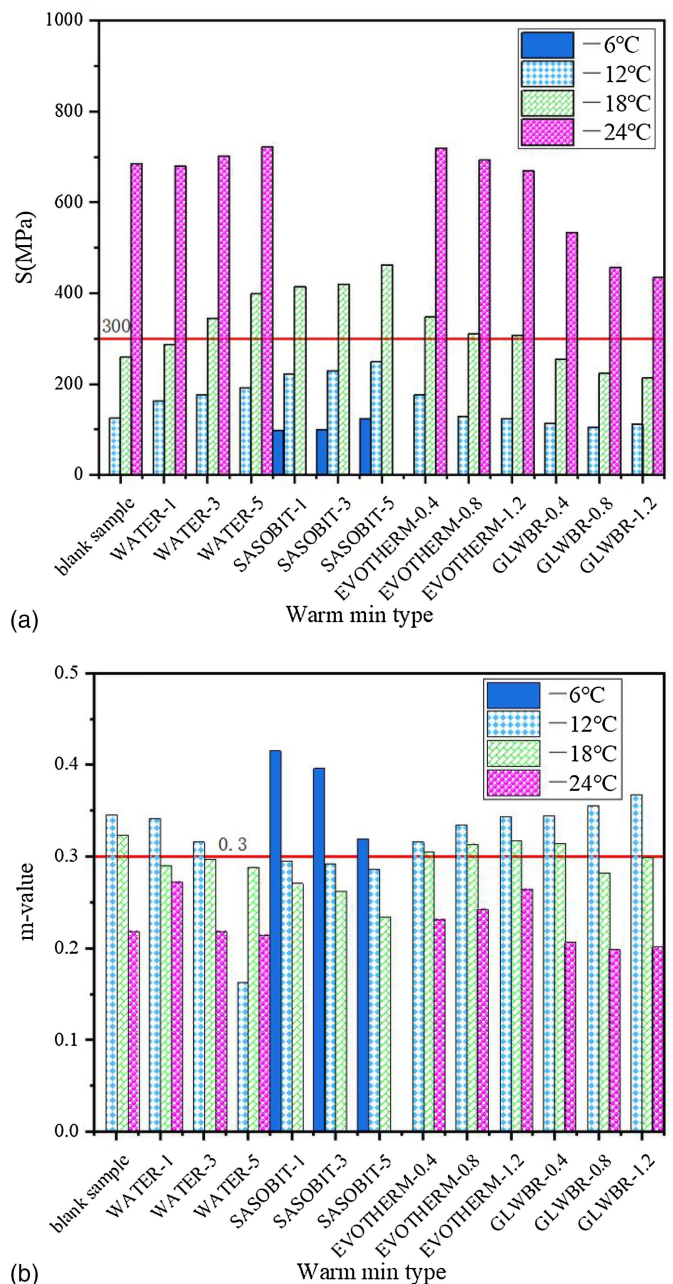 1000
800
600
400
200
0
S(MPa)
300
—6℃
—12℃
—18℃
—24℃
blank sample
WATER-1
WATER-3
WATER-5
SASOBIT-1
SASOBIT-3
SASOBIT-5
EVOTHERM-0.4
EVOTHERM-0.8
EVOTHERM-1.2
GLWBR-0.4
GLWBR-0.8
GLWBR-1.2
Warm min type
(a)
0.5
0.4
0.3
0.2
0.1
0.0
m-value
0.3
—6℃
—12℃
—18℃
—24℃
blank sample
WATER-1
WATER-3
WATER-5
SASOBIT-1
SASOBIT-3
SASOBIT-5
EVOTHERM-0.4
EVOTHERM-0.8
EVOTHERM-1.2
GLWBR-0.4
GLWBR-0.8
GLWBR-1.2
Warm min type
(b)